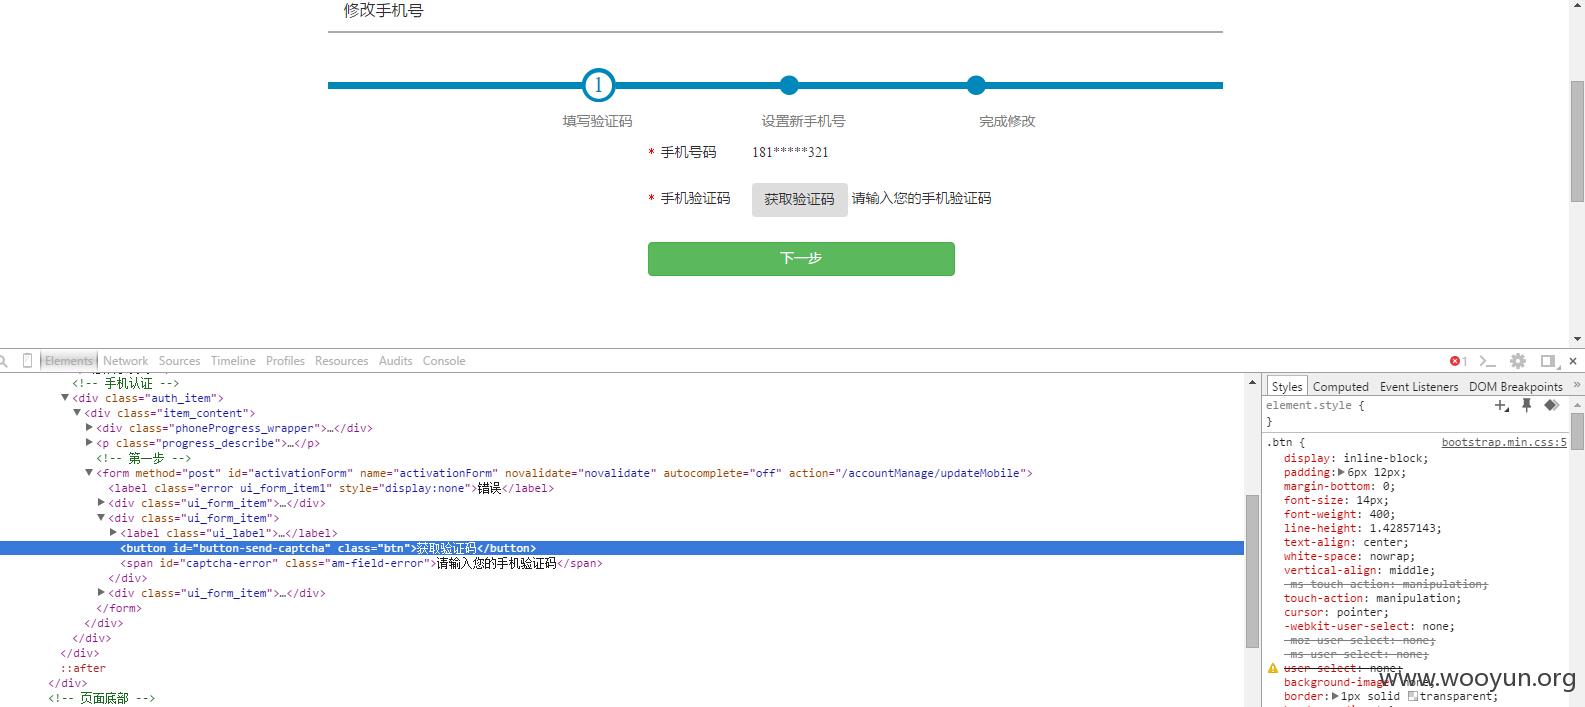 修改手机号
1
填写验证码 设置新手机号 完成修改
* 手机号码 181*****321
* 手机验证码 获取验证码 请输入您的手机验证码
下一步
Elements Network Sources Timeline Profiles Resources Audits Console 1
<!-- 手机认证 -->
<div class="auth_item">
<div class="item_content">
<div class="phoneProgress_wrapper">…</div>
<p class="progress_describe">…</p>
<!-- 第一步 -->
<form method="post" id="activationForm" name="activationForm" novalidate="novalidate" autocomplete="off" action="/accountManage/updateMobile">
<label class="error ui_form_item1" style="display:none">错误</label>
<div class="ui_form_item">…</div>
<div class="ui_form_item">
<label class="ui_label">…</label>
<button id="button-send-captcha" class="btn">获取验证码</button>
<span id="captcha-error" class="am-field-error">请输入您的手机验证码</span>
</div>
<div class="ui_form_item">…</div>
</form>
</div>
</div>
</div>
::after
</div>
<!-- 页面底部 -->
Styles Computed Event Listeners DOM Breakpoints »
element.style {
}
.btn { bootstrap.min.css:5
display: inline-block;
padding: 6px 12px;
margin-bottom: 0;
font-size: 14px;
font-weight: 400;
line-height: 1.42857143;
text-align: center;
white-space: nowrap;
vertical-align: middle;
-ms-touch-action: manipulation;
touch-action: manipulation;
cursor: pointer;
-webkit-user-select: none;
-moz-user-select: none;
-ms-user-select: none;
user-select: none;
background-image: none;
border: 1px solid transparent;
www.wooyun.org